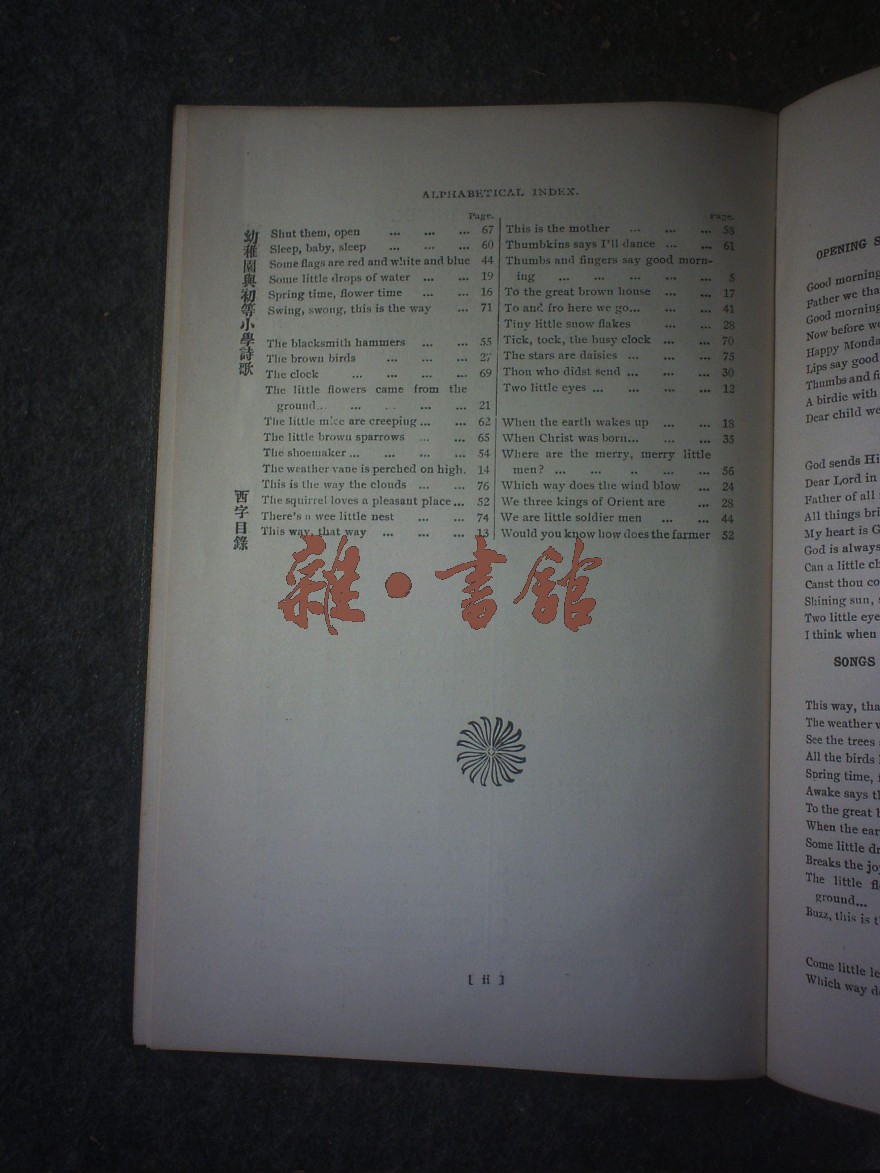 ALPHABETICAL INDEX.
幼稚園與初等小學詩歌
西字目錄
Page.
Shut them, open ... ... ... 67
Sleep, baby, sleep ... ... ... 60
Some flags are red and white and blue 44
Some little drops of water ... ... 19
Spring time, flower time ... ... 16
Swing, swong, this is the way ... 71
The blacksmith hammers ... ... 55
The brown birds ... ... ... 27
The clock ... ... ... ... 69
The little flowers came from the
ground... ... ... ... ... 21
The little mice are creeping ... ... 62
The little brown sparrows ... ... 65
The shoemaker ... ... ... ... 54
The weather vane is perched on high. 14
This is the way the clouds ... ... 76
The squirrel loves a pleasant place ... 52
There's a wee little nest ... ... 74
This way, that way ... ... ... 13
Page.
This is the mother ... ... ... 58
Thumbkins says I'll dance ... ... 61
Thumbs and fingers say good morn-
ing ... ... ... ... ... 5
To the great brown house ... ... 17
To and fro here we go... ... ... 41
Tiny little snow flakes ... ... 28
Tick, tock, the busy clock ... ... 70
The stars are daisies ... ... ... 75
Thou who didst send ... ... ... 30
Two little eyes ... ... ... ... 12
When the earth wakes up ... ... 18
When Christ was born... ... ... 35
Where are the merry, merry little
men? ... ... ... ... ... 56
Which way does the wind blow ... 24
We three kings of Orient are ... 28
We are little soldier men ... ... 44
Would you know how does the farmer 52
雜·書館
[ ii ]
OPENING S
Good morning
Father we tha
Good morning
Now before we
Happy Monda
Lips say good
Thumbs and fi
A birdie with
Dear child we
God sends Hi
Dear Lord in
Father of all
All things bri
My heart is G
God is always
Can a little ch
Canst thou co
Shining sun,
Two little eye
I think when
SONGS
This way, tha
The weather v
See the trees
All the birds
Spring time,
Awake says th
To the great b
When the ear
Some little dr
Breaks the joy
The little fl
ground...
Buzz, this is t
Come little le
Which way d